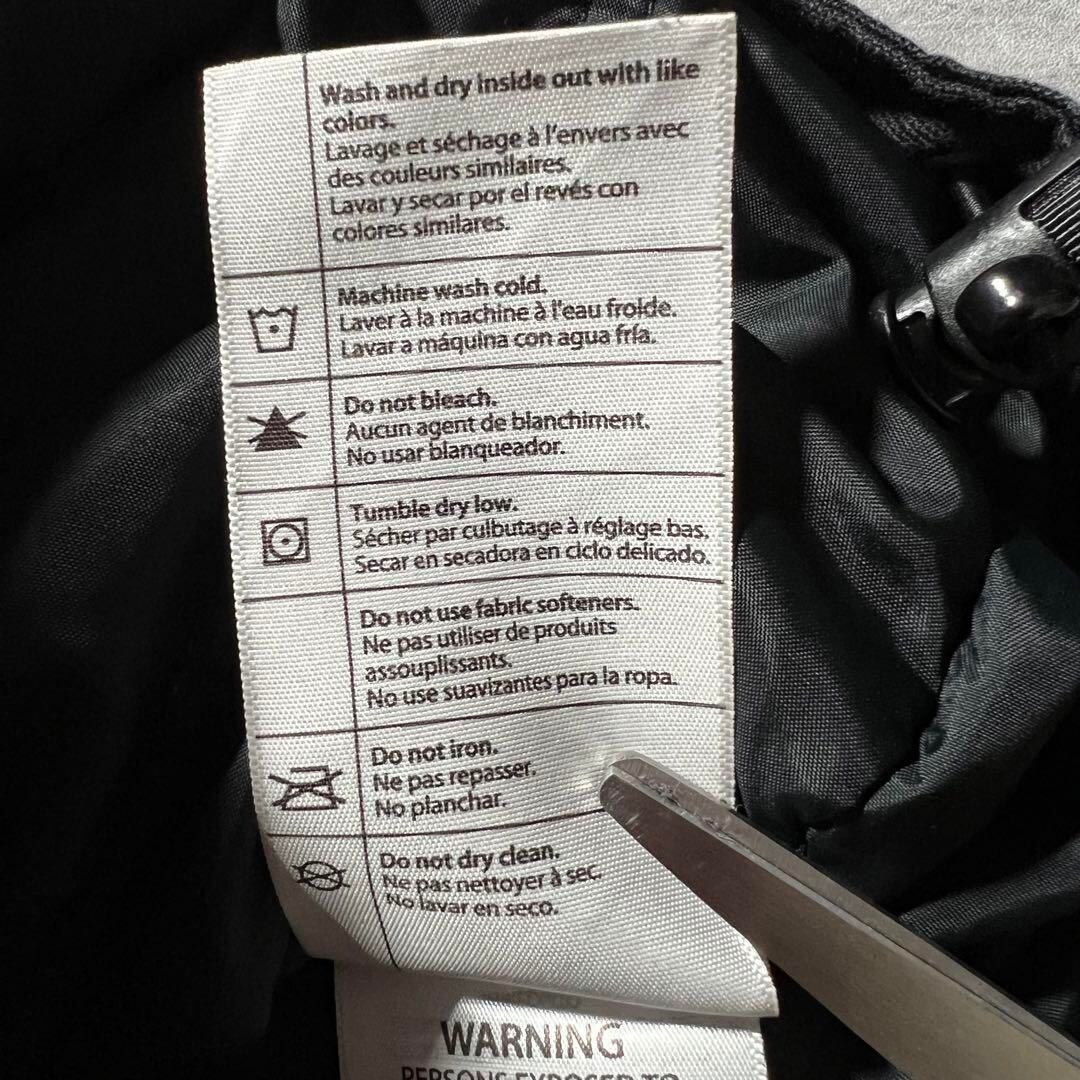 Wash and dry inside out with like
colors.
Lavage et séchage à l'envers avec
des couleurs similaires.
Lavar y secar por el revés con
colores similares.
Machine wash cold.
Laver à la machine à l'eau froide.
Lavar a máquina con agua fría.
Do not bleach.
Aucun agent de blanchiment.
No usar blanqueador.
Tumble dry low.
Sécher par culbutage à réglage bas.
Secar en secadora en ciclo delicado.
Do not use fabric softeners.
Ne pas utiliser de produits
assouplissants.
No use suavizantes para la ropa.
Do not iron.
Ne pas repasser.
No planchar.
Do not dry clean.
Ne pas nettoyer à sec.
No lavar en seco.
WARNING
PERSONS EXPOSED TO